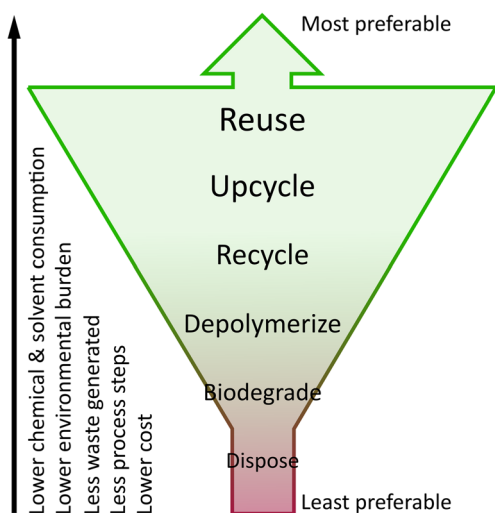 Most preferable
Reuse
Upcycle
Recycle
Depolymerize
Biodegrade
Dispose
Least preferable
Lower chemical & solvent consumption
Lower environmental burden
Less waste generated
Less process steps
Lower cost